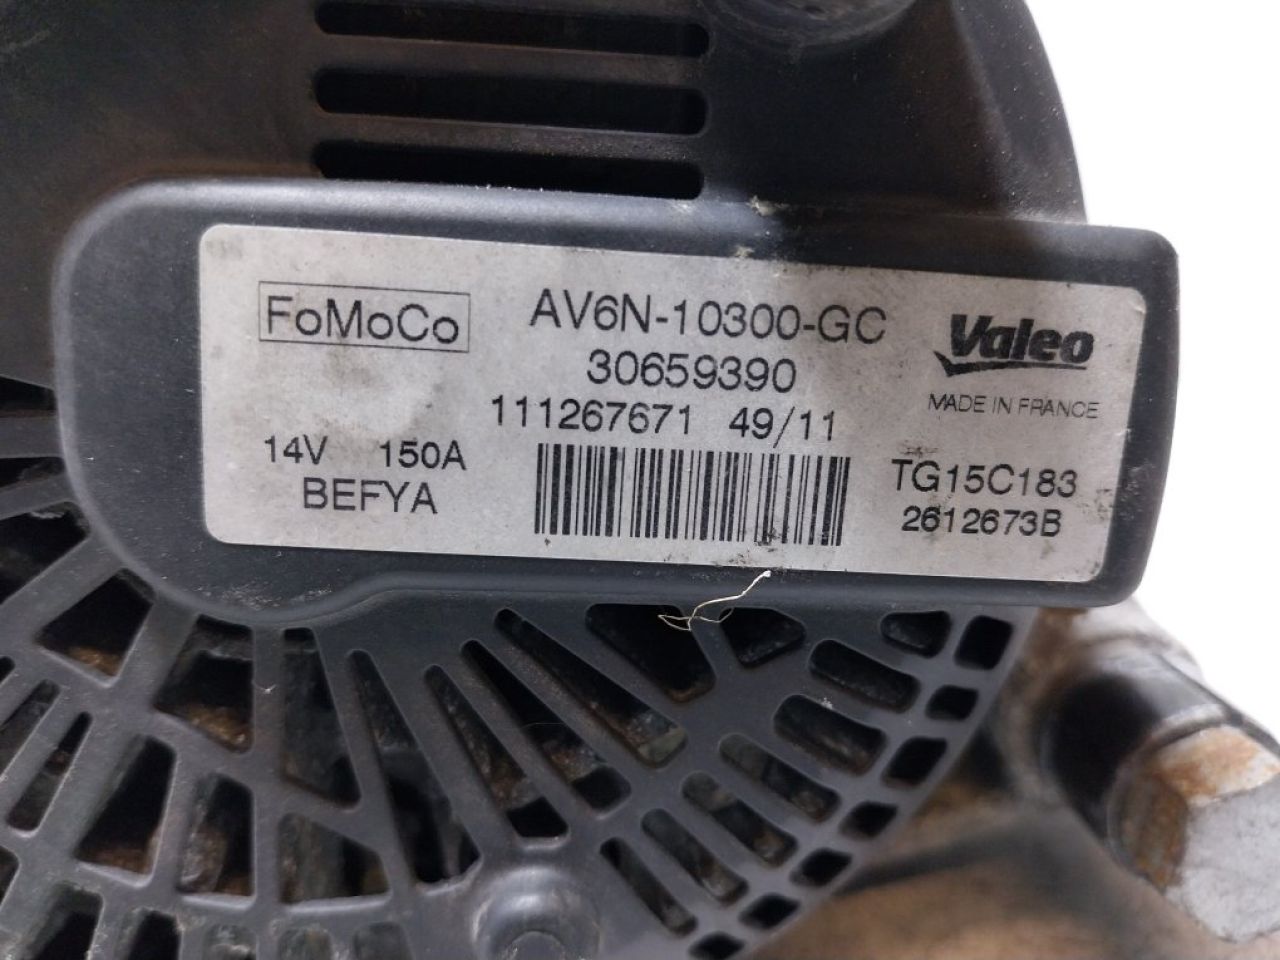 FoMoCo
AV6N-10300-GC
30659390
111267671 49/11
14V 150A
BEFYA
Valeo
MADE IN FRANCE
TG15C183
2612673B